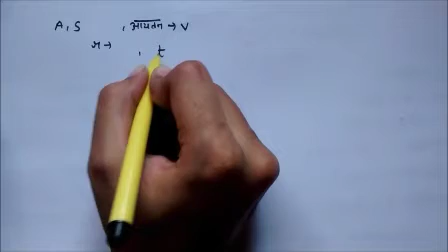 A, S , आयतन → V
r → , t